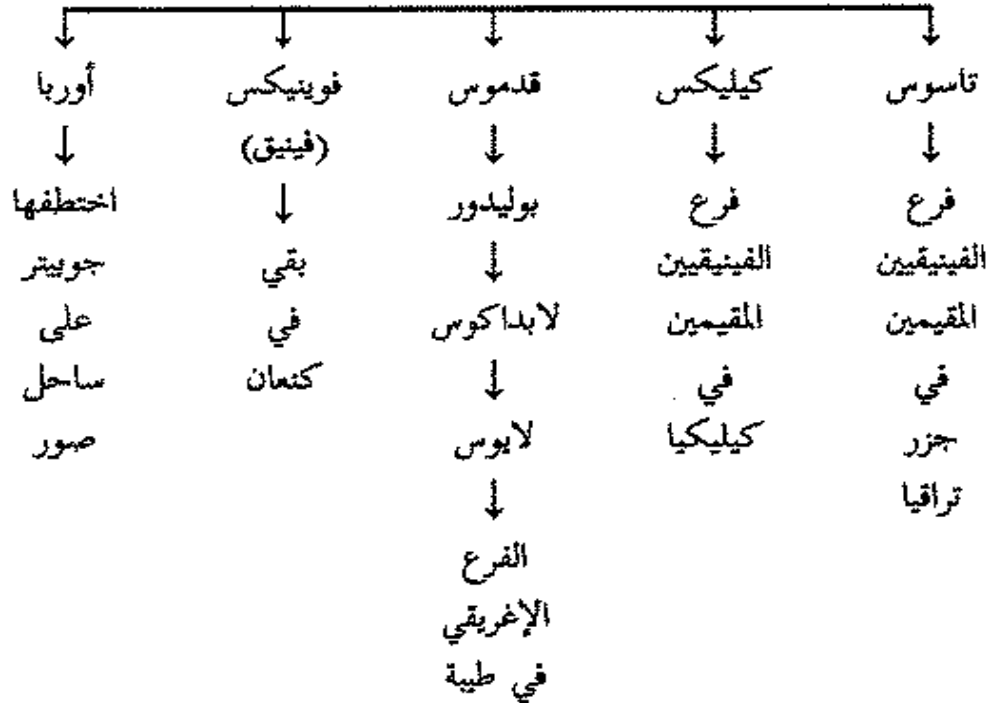 تاسوس
فرع
الفينيقيين
المقيمين
في
جزر
تراقيا
كيليكس
فرع
الفينيقيين
المقيمين
في
كيليكيا
قدموس
بوليدور
لابداكوس
لايوس
الفرع
الإغريقي
في طيبة
فوينيكس
(فينيق)
بقي
في
كنعان
أوربا
اختطفها
جوبيتر
على
ساحل
صور